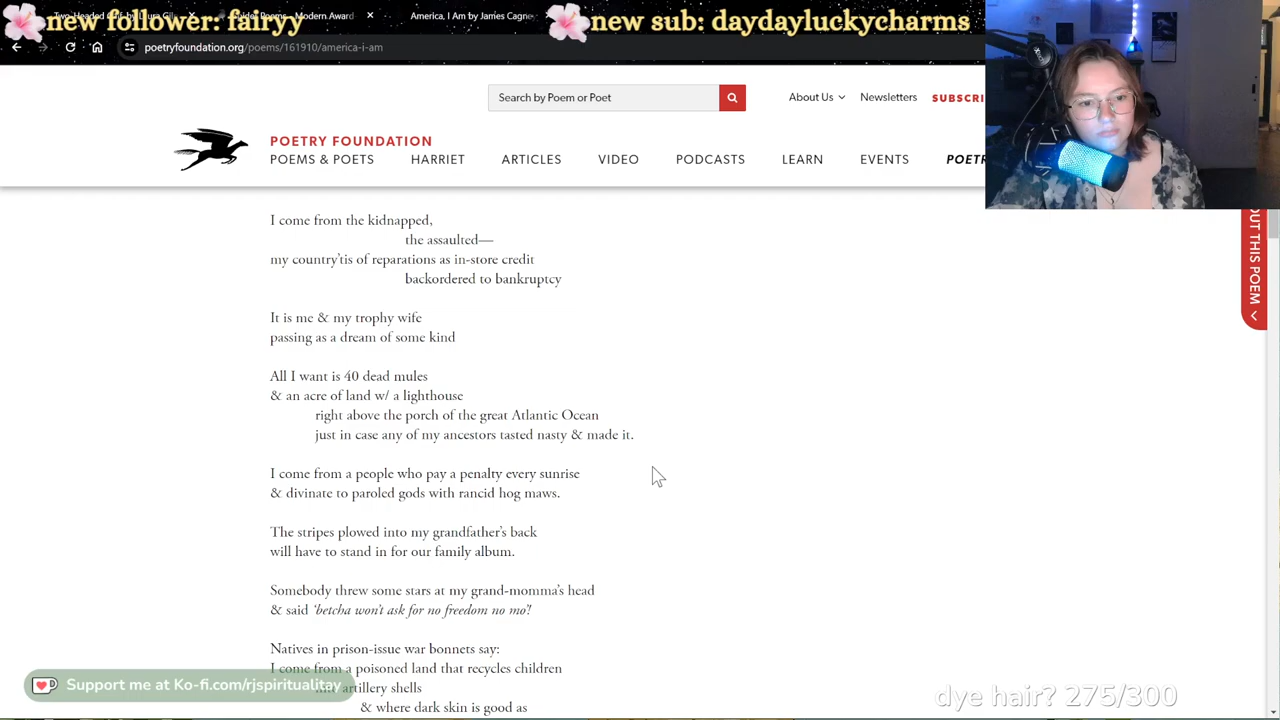 new follower: fairyy
new sub: daydayluckycharms
Poems - Modern Award
America, I Am by James Cagne
poetryfoundation.org/poems/161910/america-i-am
Search by Poem or Poet
About Us
Newsletters
SUBSCRI
POETRY FOUNDATION
POEMS & POETS
HARRIET
ARTICLES
VIDEO
PODCASTS
LEARN
EVENTS
POETR
OUT THIS POEM
I come from the kidnapped,
the assaulted—
my country'tis of reparations as in-store credit
backordered to bankruptcy
It is me & my trophy wife
passing as a dream of some kind
All I want is 40 dead mules
& an acre of land w/ a lighthouse
right above the porch of the great Atlantic Ocean
just in case any of my ancestors tasted nasty & made it.
I come from a people who pay a penalty every sunrise
& divinate to paroled gods with rancid hog maws.
The stripes plowed into my grandfather's back
will have to stand in for our family album.
Somebody threw some stars at my grand-momma's head
& said ‘betcha won't ask for no freedom no mo’!
Natives in prison-issue war bonnets say:
I come from a poisoned land that recycles children
artillery shells
& where dark skin is good as
Support me at Ko-fi.com/rjspiritualitay
dye hair? 275/300